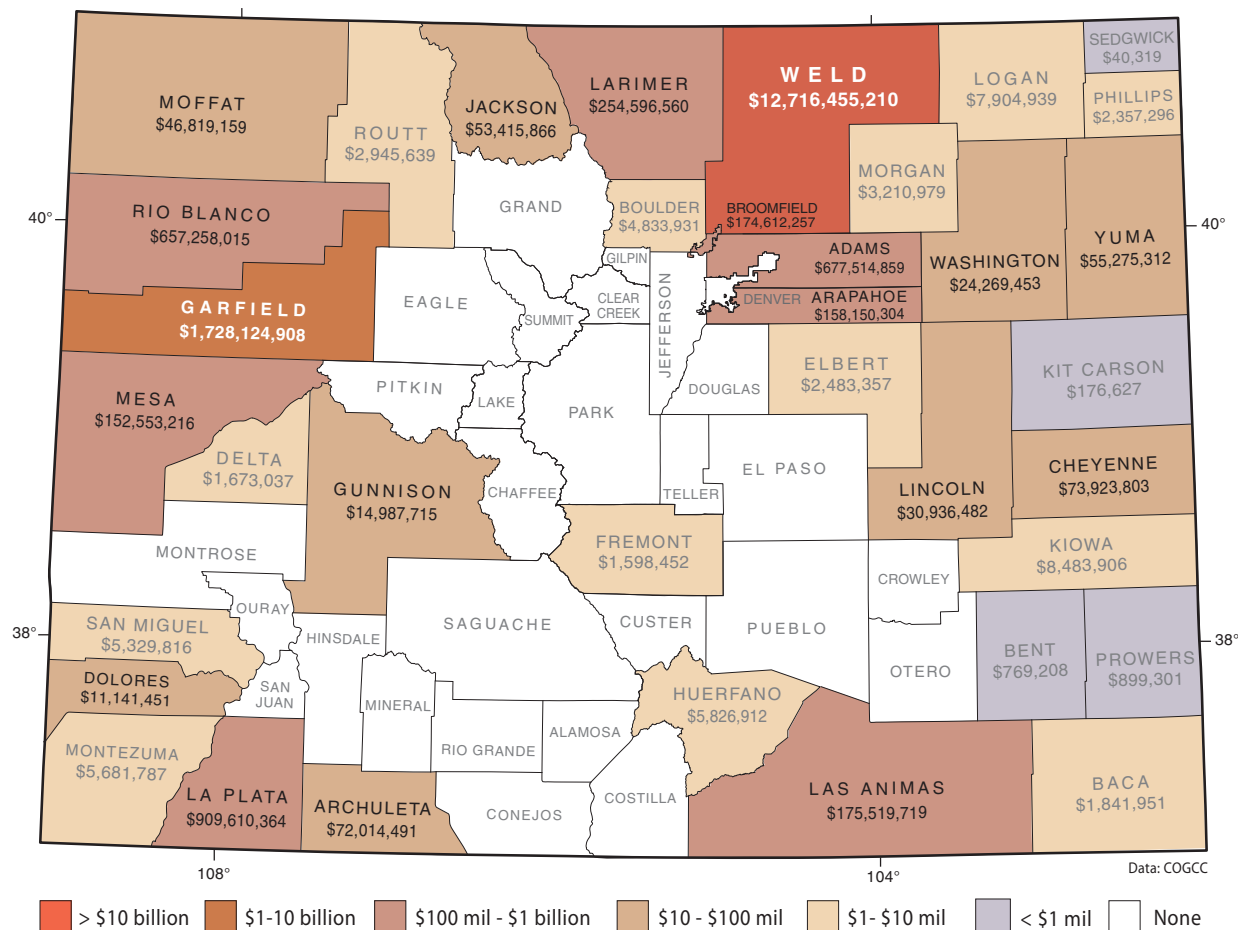 SEDGWICK
$40,319
WELD
$12,716,455,210
LOGAN
$7,904,939
LARIMER
$254,596,560
MOFFAT
$46,819,159
JACKSON
$53,415,866
PHILLIPS
$2,357,296
ROUTT
$2,945,639
MORGAN
$3,210,979
40°
RIO BLANCO
$657,258,015
GRAND
BOULDER
$4,833,931
BROOMFIELD
$174,612,257
40°
YUMA
$55,275,312
ADAMS
$677,514,859
WASHINGTON
$24,269,453
GILPIN
GARFIELD
$1,728,124,908
EAGLE
SUMMIT
CLEAR
CREEK
JEFFERSON
DENVER
ARAPAHOE
$158,150,304
MESA
$152,553,216
PITKIN
LAKE
PARK
DOUGLAS
ELBERT
$2,483,357
KIT CARSON
$176,627
DELTA
$1,673,037
GUNNISON
$14,987,715
CHAFFEE
TELLER
EL PASO
LINCOLN
$30,936,482
CHEYENNE
$73,923,803
MONTROSE
FREMONT
$1,598,452
KIOWA
$8,483,906
CROWLEY
38°
SAN MIGUEL
$5,329,816
OURAY
HINSDALE
SAGUACHE
CUSTER
PUEBLO
38°
OTERO
BENT
$769,208
PROWERS
$899,301
DOLORES
$11,141,451
SAN
JUAN
MINERAL
RIO GRANDE
ALAMOSA
HUERFANO
$5,826,912
MONTEZUMA
$5,681,787
LA PLATA
$909,610,364
ARCHULETA
$72,014,491
CONEJOS
COSTILLA
LAS ANIMAS
$175,519,719
BACA
$1,841,951
108°
104°
Data: COGCC
> $10 billion
$1-10 billion
$100 mil - $1 billion
$10 - $100 mil
$1- $10 mil
< $1 mil
None